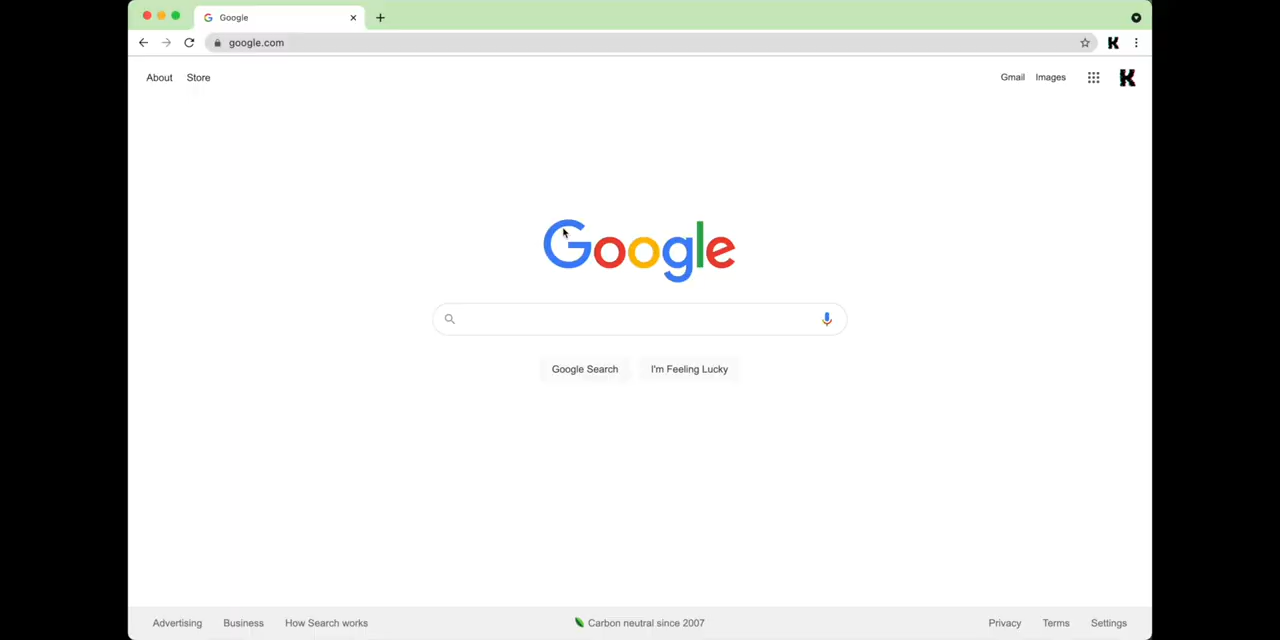 Google
google.com
About Store
Gmail Images
Google
Google Search I'm Feeling Lucky
Advertising Business How Search works
Carbon neutral since 2007
Privacy Terms Settings